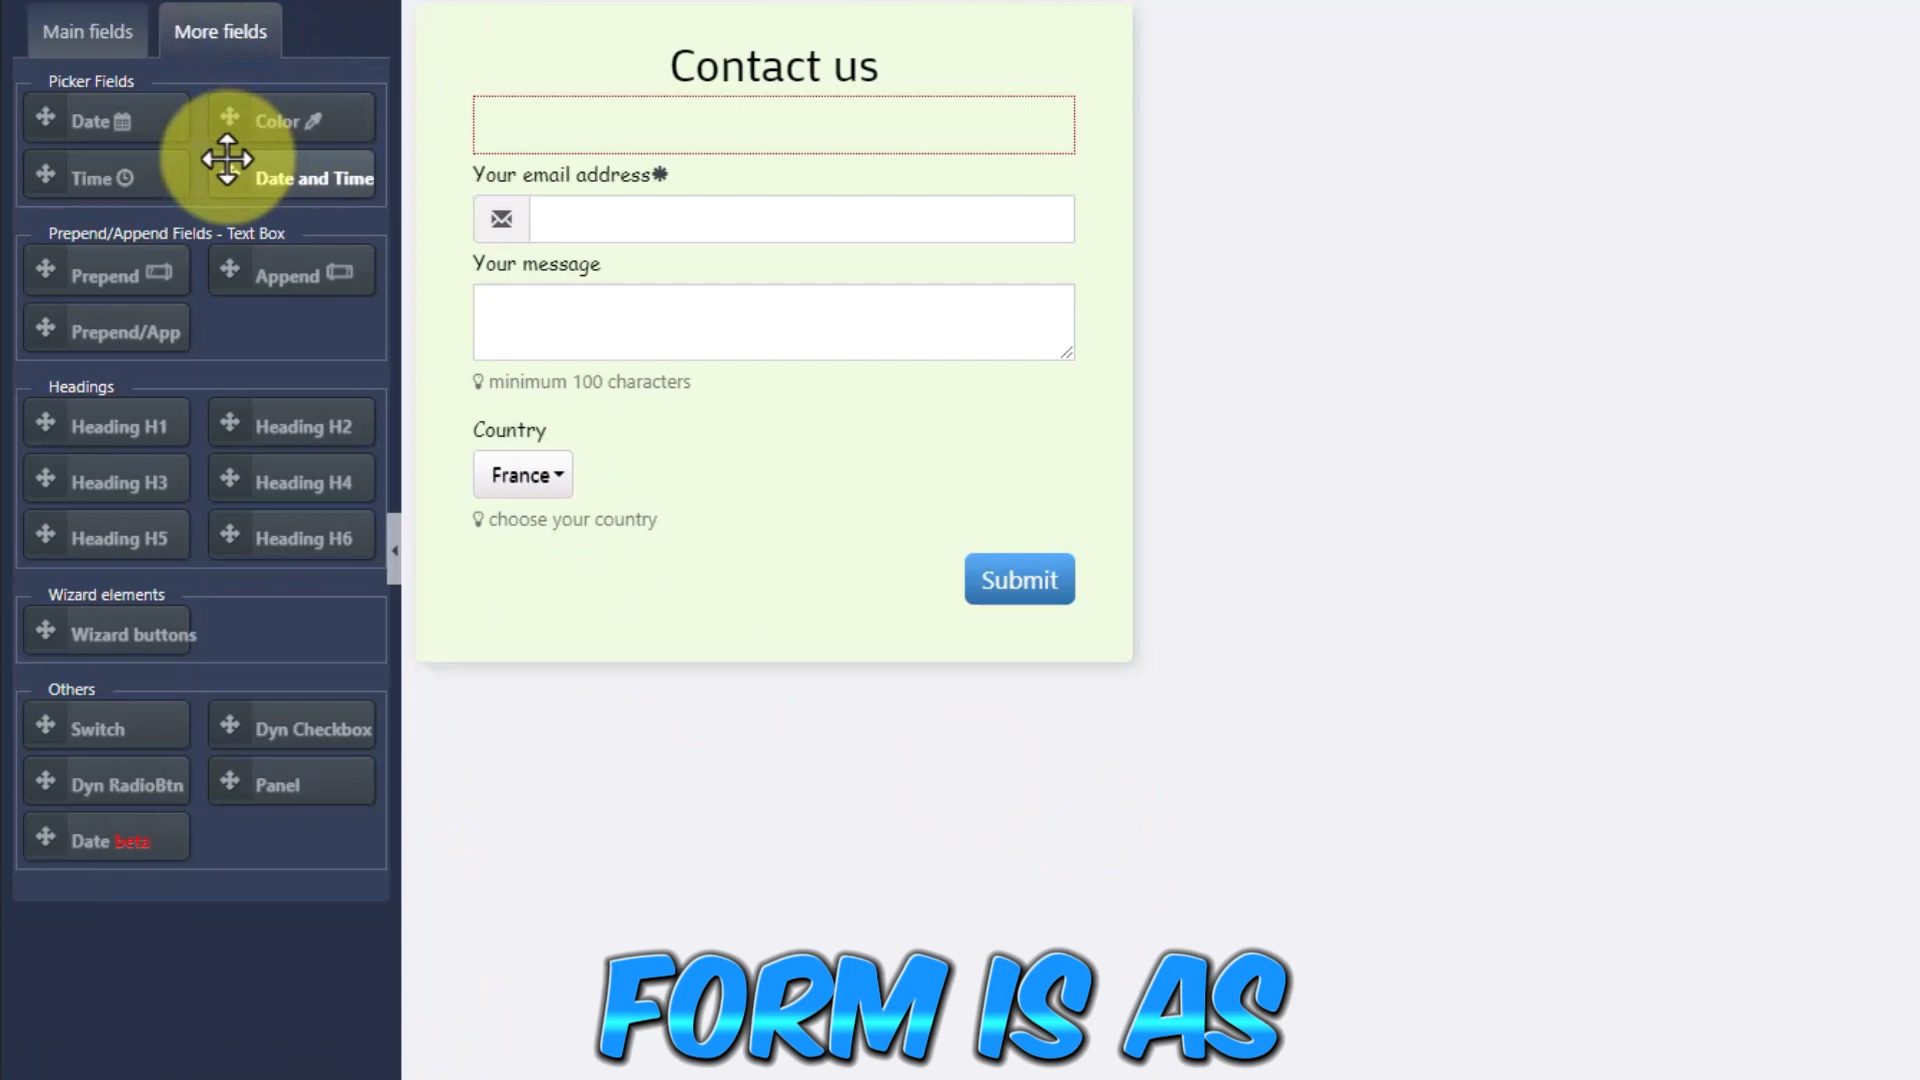 Main fields
More fields
Picker Fields
Date
Color
Time
Date and Time
Prepend/Append Fields - Text Box
Prepend
Append
Prepend/App
Headings
Heading H1
Heading H2
Heading H3
Heading H4
Heading H5
Heading H6
Wizard elements
Wizard buttons
Others
Switch
Dyn Checkbox
Dyn RadioBtn
Panel
Date beta
Contact us
Your email address✱
Your message
minimum 100 characters
Country
France
choose your country
Submit
FORM IS AS